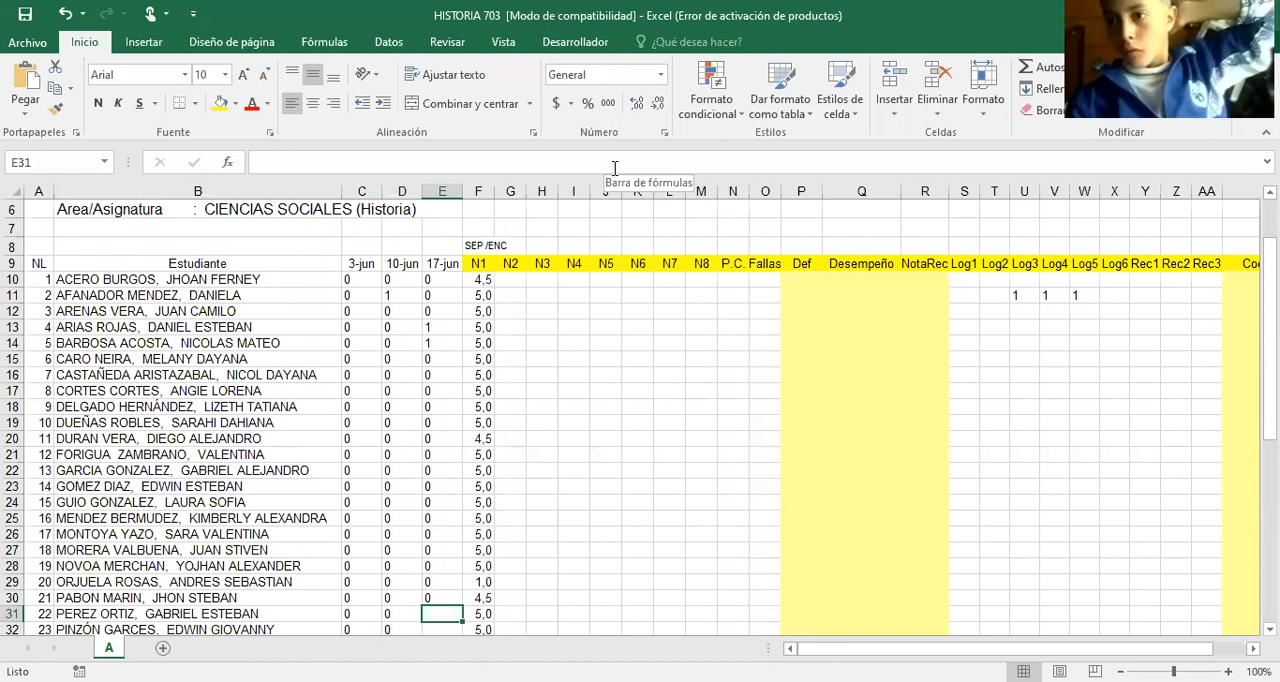 HISTORIA 703 [Modo de compatibilidad] - Excel (Error de activación de productos)
Archivo Inicio Insertar Diseño de página Fórmulas Datos Revisar Vista Desarrollador ¿Qué desea hacer?
Pegar Arial 10 A A Ajustar texto General Formato condicional Dar formato como tabla Estilos de celda Insertar Eliminar Formato Autos
N K S A Combinar y centrar $ % 000 Rellen
Borra
Portapapeles Fuente Alineación Número Estilos Celdas Modificar
E31 fx
Barra de fórmulas
A B C D E F G H I J K L M N O P Q R S T U V W X Y Z AA
6 Area/Asignatura : CIENCIAS SOCIALES (Historia)
7
8 SEP /ENC
9 NL Estudiante 3-jun 10-jun 17-jun N1 N2 N3 N4 N5 N6 N7 N8 P.C. Fallas Def Desempeño NotaRec Log1 Log2 Log3 Log4 Log5 Log6 Rec1 Rec2 Rec3
10 1 ACERO BURGOS, JHOAN FERNEY 0 0 0 4,5
11 2 AFANADOR MENDEZ, DANIELA 0 1 0 5,0 1 1 1
12 3 ARENAS VERA, JUAN CAMILO 0 0 0 5,0
13 4 ARIAS ROJAS, DANIEL ESTEBAN 0 0 1 5,0
14 5 BARBOSA ACOSTA, NICOLAS MATEO 0 0 1 5,0
15 6 CARO NEIRA, MELANY DAYANA 0 0 0 5,0
16 7 CASTAÑEDA ARISTAZABAL, NICOL DAYANA 0 0 0 5,0
17 8 CORTES CORTES, ANGIE LORENA 0 0 0 5,0
18 9 DELGADO HERNÁNDEZ, LIZETH TATIANA 0 0 0 5,0
19 10 DUEÑAS ROBLES, SARAHI DAHIANA 0 0 0 5,0
20 11 DURAN VERA, DIEGO ALEJANDRO 0 0 0 4,5
21 12 FORIGUA ZAMBRANO, VALENTINA 0 0 0 5,0
22 13 GARCIA GONZALEZ, GABRIEL ALEJANDRO 0 0 0 5,0
23 14 GOMEZ DIAZ, EDWIN ESTEBAN 0 0 0 5,0
24 15 GUIO GONZALEZ, LAURA SOFIA 0 0 0 5,0
25 16 MENDEZ BERMUDEZ, KIMBERLY ALEXANDRA 0 0 0 5,0
26 17 MONTOYA YAZO, SARA VALENTINA 0 0 0 5,0
27 18 MORERA VALBUENA, JUAN STIVEN 0 0 0 5,0
28 19 NOVOA MERCHAN, YOJHAN ALEXANDER 0 0 0 5,0
29 20 ORJUELA ROSAS, ANDRES SEBASTIAN 0 0 0 1,0
30 21 PABON MARIN, JHON STEBAN 0 0 0 4,5
31 22 PEREZ ORTIZ, GABRIEL ESTEBAN 0 0 5,0
32 23 PINZÓN GARCES, EDWIN GIOVANNY 0 0 5,0
A
Listo 100%